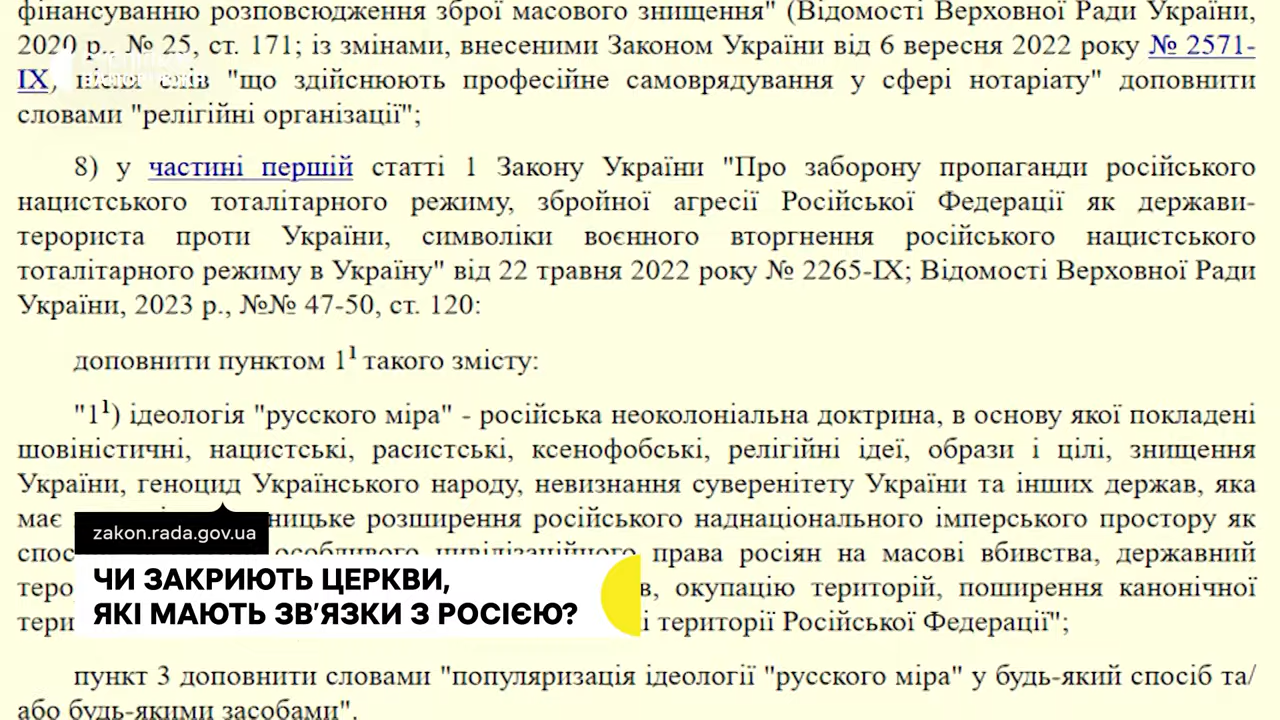 фінансуванню розповсюдження зброї масового знищення" (Відомості Верховної Ради України,
2020 р., № 25, ст. 171; із змінами, внесеними Законом України від 6 вересня 2022 року № 2571-
IX, після слів "що здійснюють професійне самоврядування у сфері нотаріату" доповнити
словами "релігійні організації";
8) у частині першій статті 1 Закону України "Про заборону пропаганди російського
нацистського тоталітарного режиму, збройної агресії Російської Федерації як держави-
терориста проти України, символіки воєнного вторгнення російського нацистського
тоталітарного режиму в Україну" від 22 травня 2022 року № 2265-IX; Відомості Верховної Ради
України, 2023 р., №№ 47-50, ст. 120:
доповнити пунктом 1¹ такого змісту:
"1¹) ідеологія "русского міра" - російська неоколоніальна доктрина, в основу якої покладені
шовіністичні, нацистські, расистські, ксенофобські, релігійні ідеї, образи і цілі, знищення
України, геноцид Українського народу, невизнання суверенітету України та інших держав, яка
має розширення російського наднаціонального імперського простору як
особливого цивілізаційного права росіян на масові вбивства, державний
окупацію територій, поширення канонічної
і території Російської Федерації";
zakon.rada.gov.ua
ЧИ ЗАКРИЮТЬ ЦЕРКВИ,
ЯКІ МАЮТЬ ЗВ’ЯЗКИ З РОСІЄЮ?
пункт 3 доповнити словами "популяризація ідеології "русского міра" у будь-який спосіб та/
або будь-якими засобами".